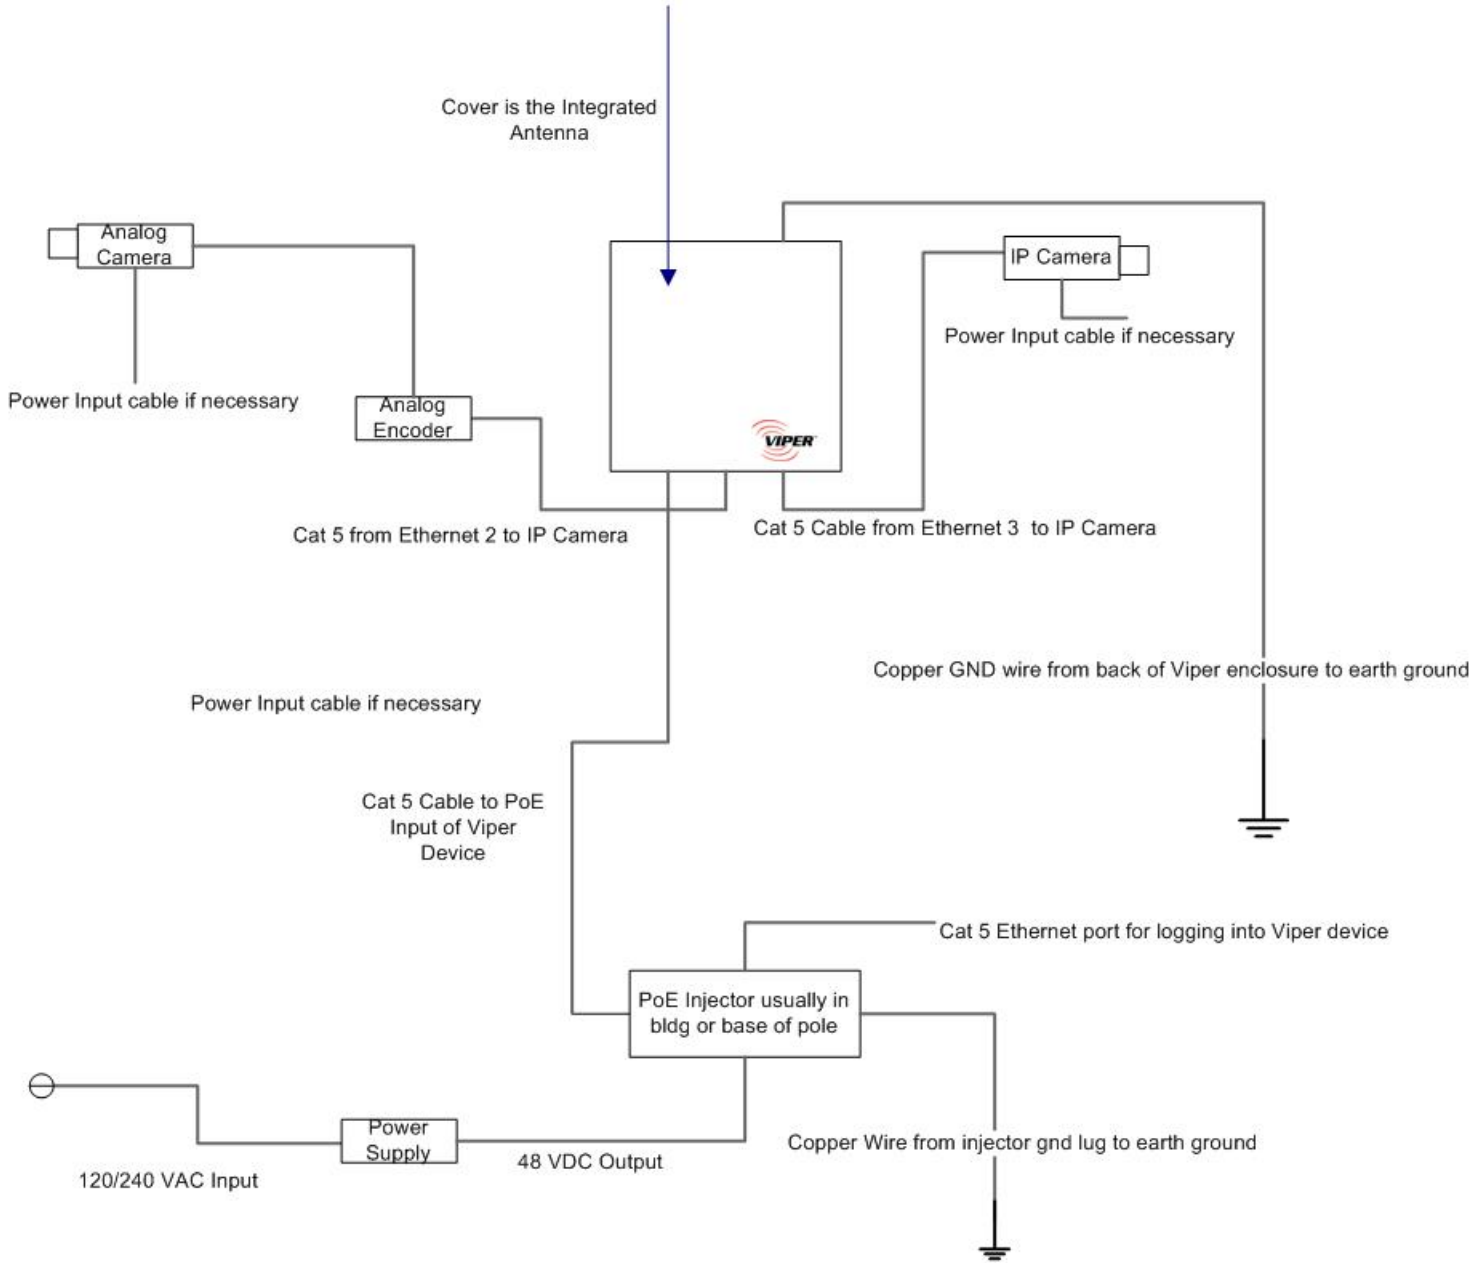 Cover is the Integrated
Antenna
Analog
Camera
IP Camera
Power Input cable if necessary
Power Input cable if necessary
Analog
Encoder
VIPER
Cat 5 from Ethernet 2 to IP Camera
Cat 5 Cable from Ethernet 3 to IP Camera
Copper GND wire from back of Viper enclosure to earth ground
Power Input cable if necessary
Cat 5 Cable to PoE
Input of Viper
Device
Cat 5 Ethernet port for logging into Viper device
PoE Injector usually in
bldg or base of pole
Power
Supply
Copper Wire from injector gnd lug to earth ground
48 VDC Output
120/240 VAC Input